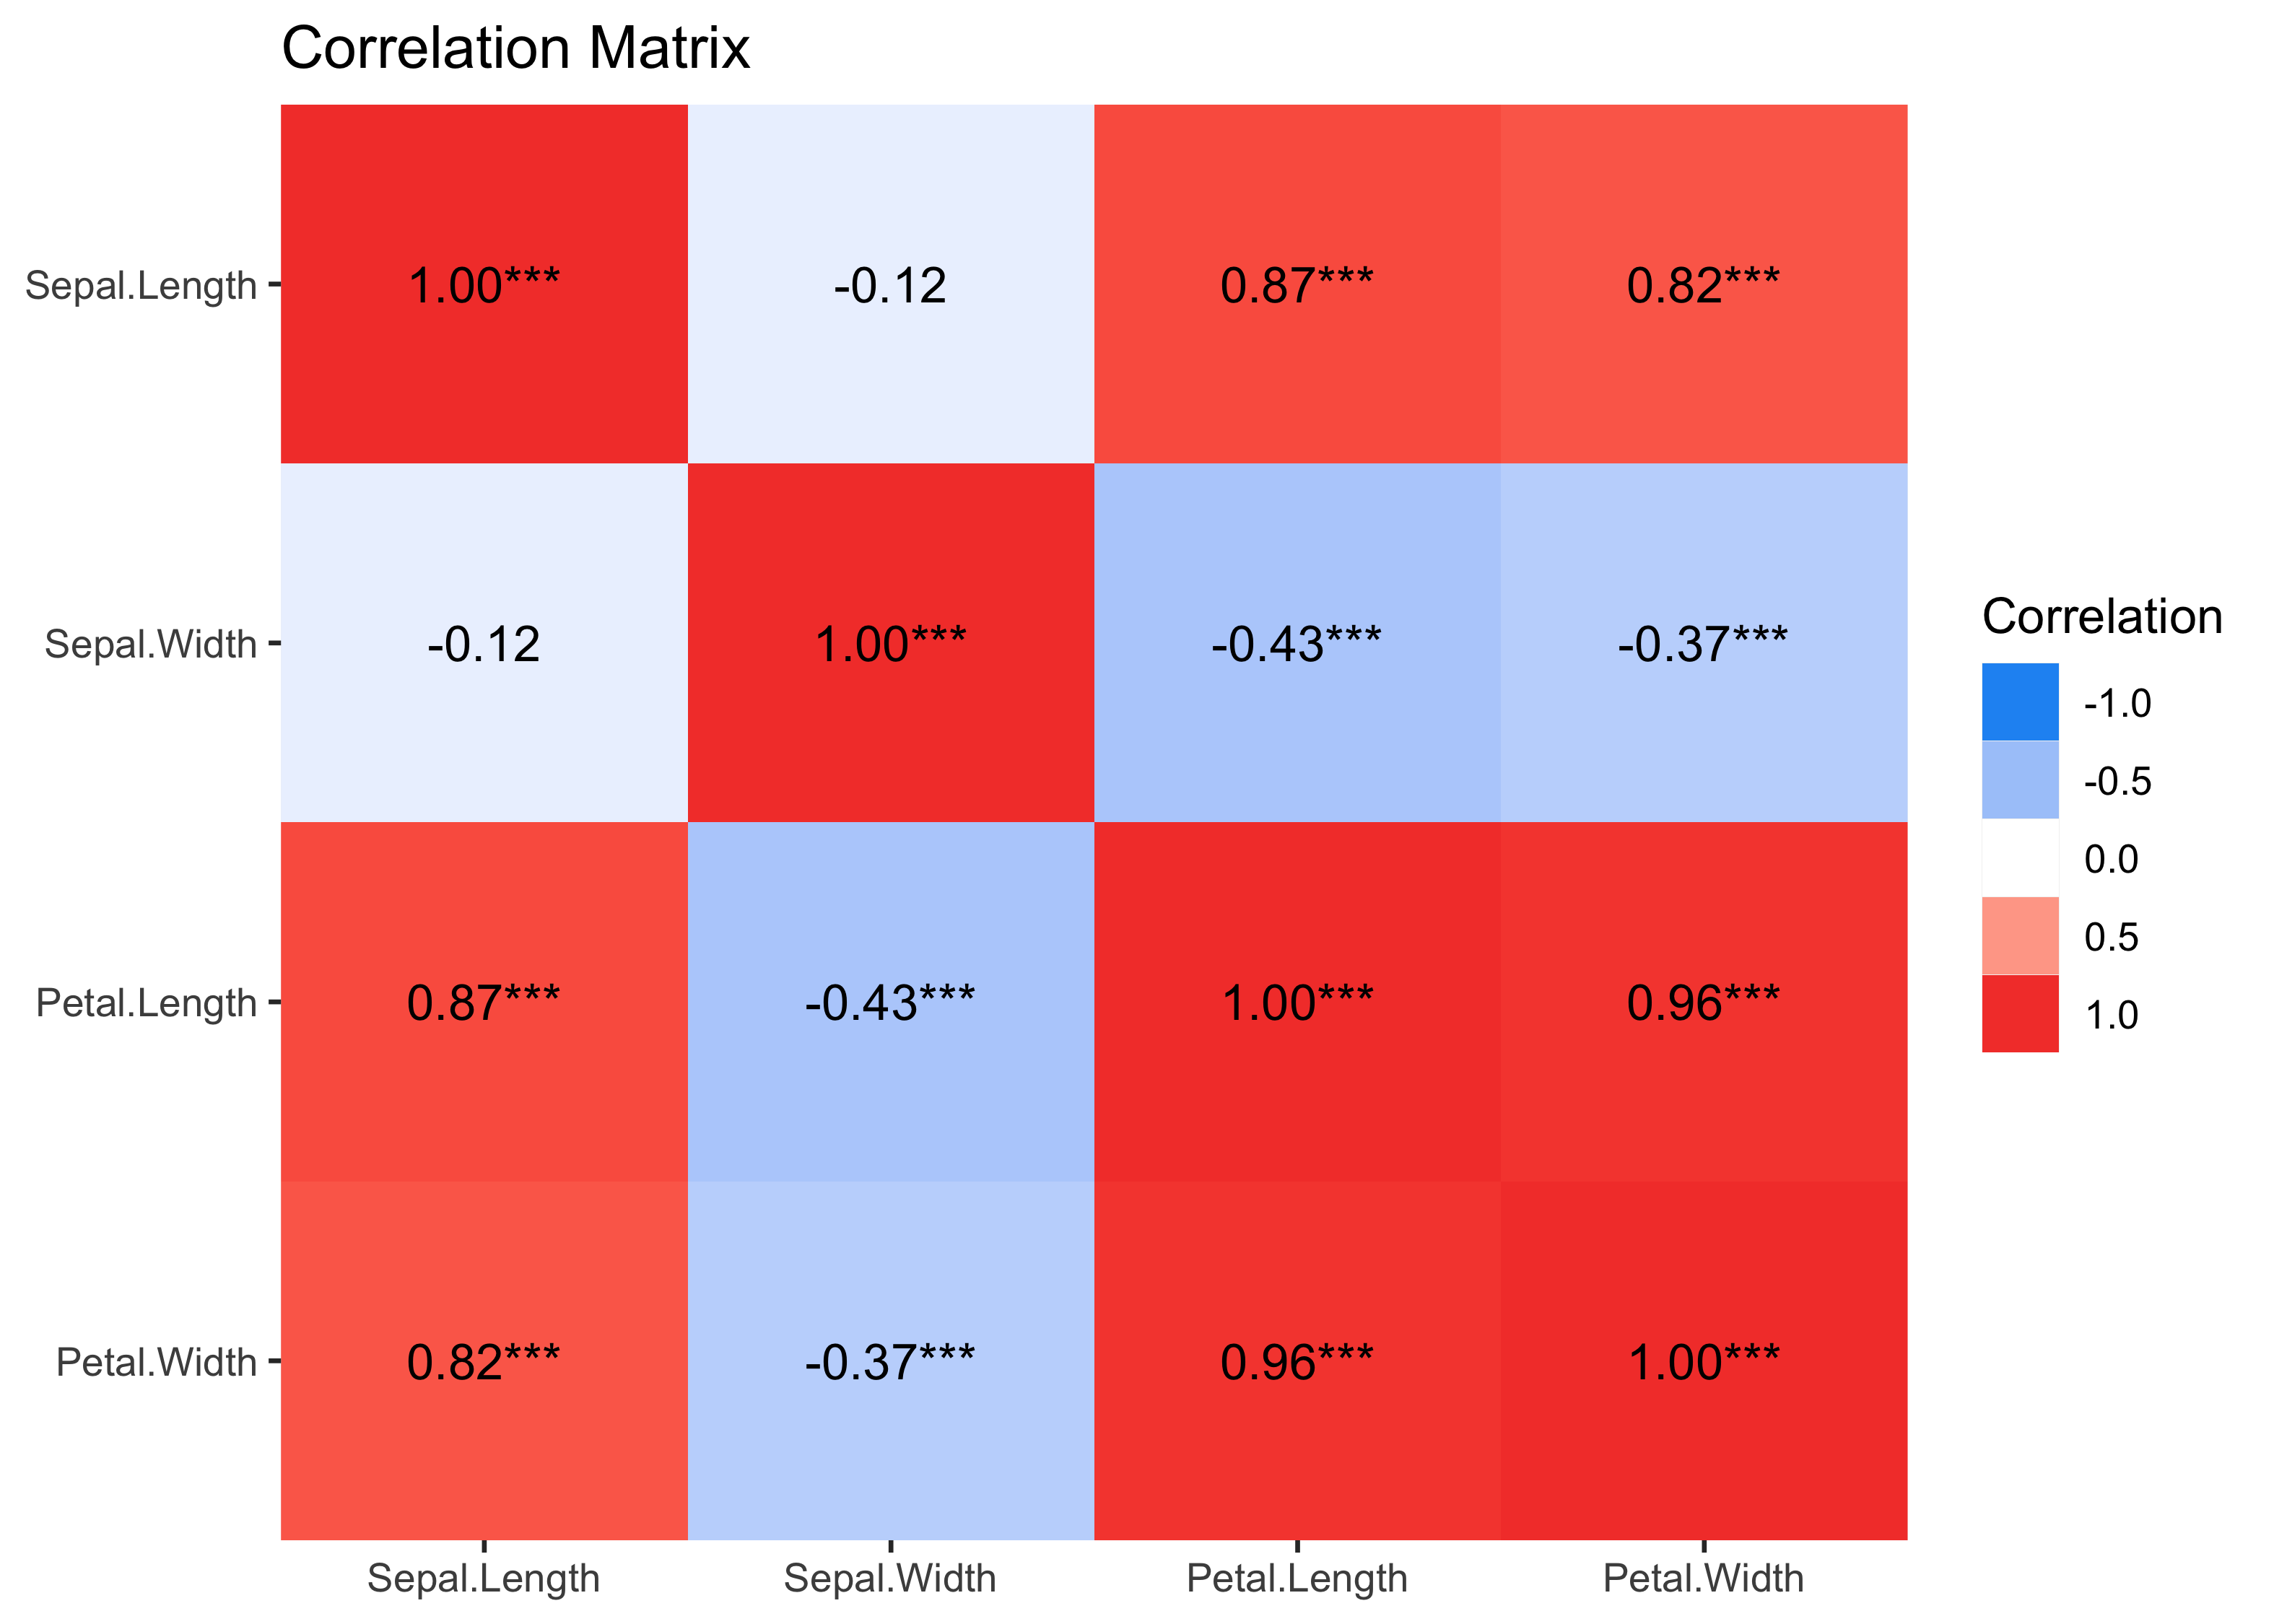 Correlation Matrix
Sepal.Length 1.00*** -0.12 0.87*** 0.82***
Sepal.Width -0.12 1.00*** -0.43*** -0.37***
Petal.Length 0.87*** -0.43*** 1.00*** 0.96***
Petal.Width 0.82*** -0.37*** 0.96*** 1.00***
Sepal.Length Sepal.Width Petal.Length Petal.Width
Correlation
-1.0
-0.5
0.0
0.5
1.0